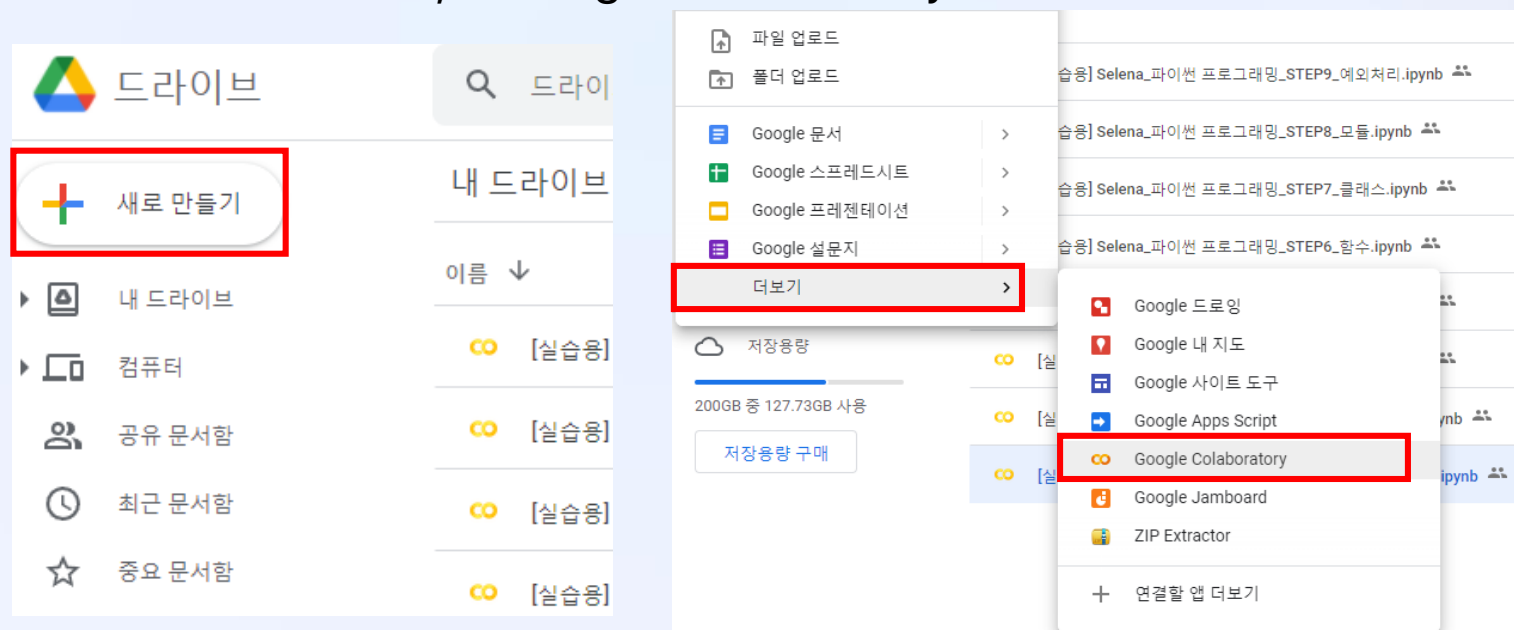 드라이브
드라이
새로 만들기
내 드라이브
이름
내 드라이브
컴퓨터
공유 문서함
최근 문서함
중요 문서함
[실습용]
[실습용]
[실습용]
[실습용]
파일 업로드
폴더 업로드
Google 문서
Google 스프레드시트
Google 프레젠테이션
Google 설문지
더보기
저장용량
200GB 중 127.73GB 사용
저장용량 구매
습용] Selena_파이썬 프로그래밍_STEP9_예외처리.ipynb
습용] Selena_파이썬 프로그래밍_STEP8_모듈.ipynb
습용] Selena_파이썬 프로그래밍_STEP7_클래스.ipynb
습용] Selena_파이썬 프로그래밍_STEP6_함수.ipynb
[실
[실 ynb
[실 ipynb
Google 드로잉
Google 내 지도
Google 사이트 도구
Google Apps Script
Google Colaboratory
Google Jamboard
ZIP Extractor
연결할 앱 더보기